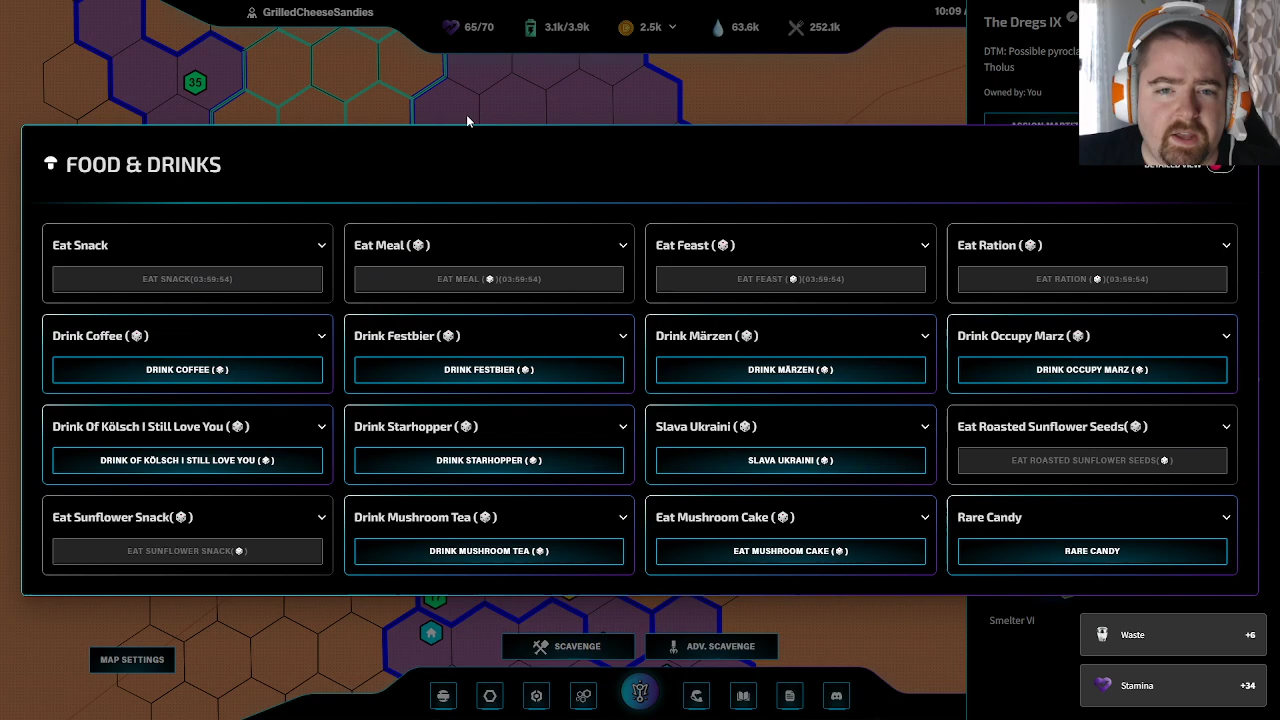 GrilledCheeseSandies
65/70
3.1k/3.9k
2.5k
63.6k
252.1k
10:09
The Dregs IX
DTM: Possible pyrocla
Tholus
Owned by: You
35
FOOD & DRINKS
Eat Snack
EAT SNACK(03:59:54)
Eat Meal ( )
EAT MEAL ( )(03:59:54)
Eat Feast ( )
EAT FEAST ( )(03:59:54)
Eat Ration ( )
EAT RATION ( )(03:59:54)
Drink Coffee ( )
DRINK COFFEE ( )
Drink Festbier ( )
DRINK FESTBIER ( )
Drink Märzen ( )
DRINK MÄRZEN ( )
Drink Occupy Marz ( )
DRINK OCCUPY MARZ ( )
Drink Of Kölsch I Still Love You ( )
DRINK OF KÖLSCH I STILL LOVE YOU ( )
Drink Starhopper ( )
DRINK STARHOPPER ( )
Slava Ukraini ( )
SLAVA UKRAINI ( )
Eat Roasted Sunflower Seeds( )
EAT ROASTED SUNFLOWER SEEDS( )
Eat Sunflower Snack( )
EAT SUNFLOWER SNACK( )
Drink Mushroom Tea ( )
DRINK MUSHROOM TEA ( )
Eat Mushroom Cake ( )
EAT MUSHROOM CAKE ( )
Rare Candy
RARE CANDY
Smelter VI
Waste +6
Stamina +34
SCAVENGE
ADV. SCAVENGE
MAP SETTINGS